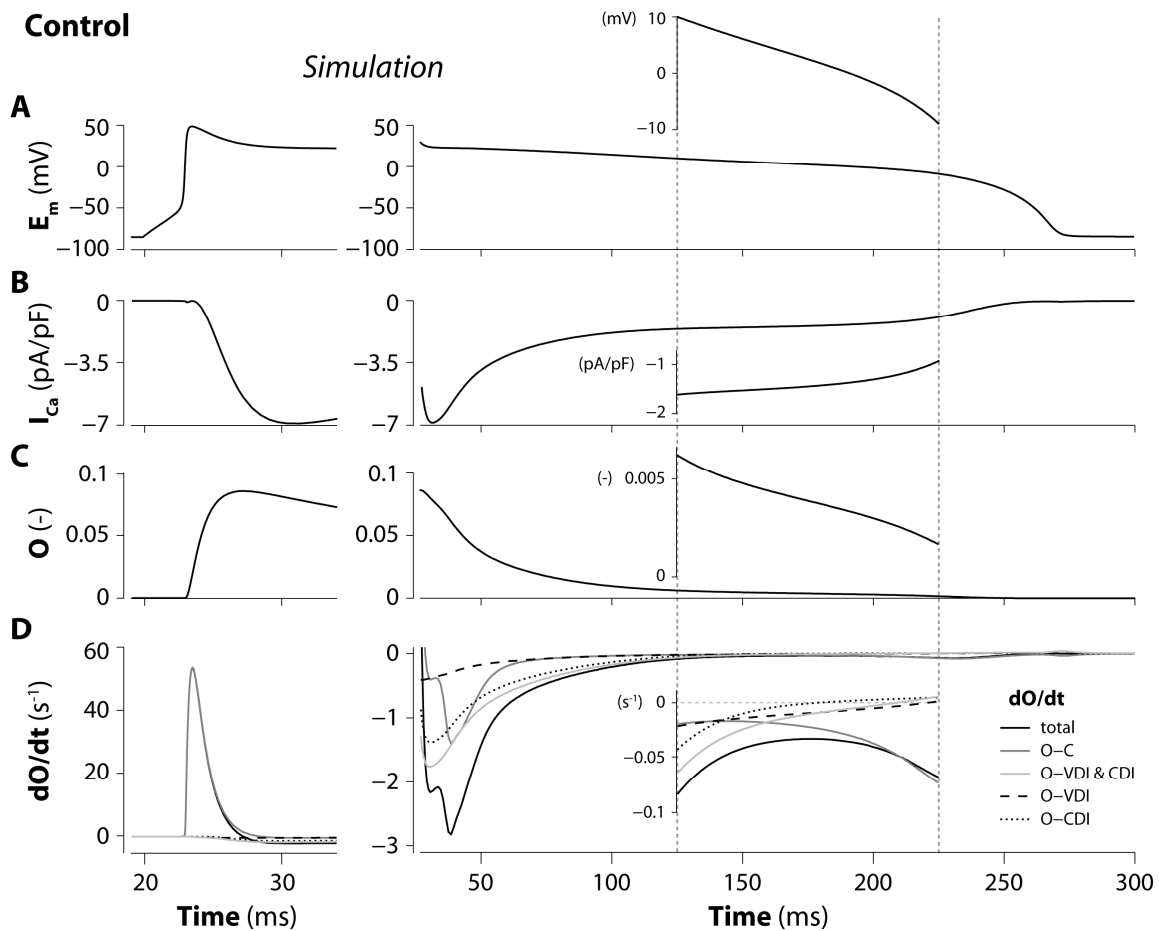 Control
Simulation
A
E_m (mV)
50
0
−50
−100
50
0
−50
−100
(mV)
10
0
−10
B
I_Ca (pA/pF)
0
−3.5
−7
0
−3.5
−7
(pA/pF)
−1
−2
C
O (-)
0.1
0.05
0
0.1
0.05
0
(-)
0.005
0
D
dO/dt (s⁻¹)
60
40
20
0
0
−1
−2
−3
(s⁻¹)
0
−0.05
−0.1
dO/dt
total
O−C
O−VDI & CDI
O−VDI
O−CDI
20 30
50 100 150 200 250 300
Time (ms)
Time (ms)